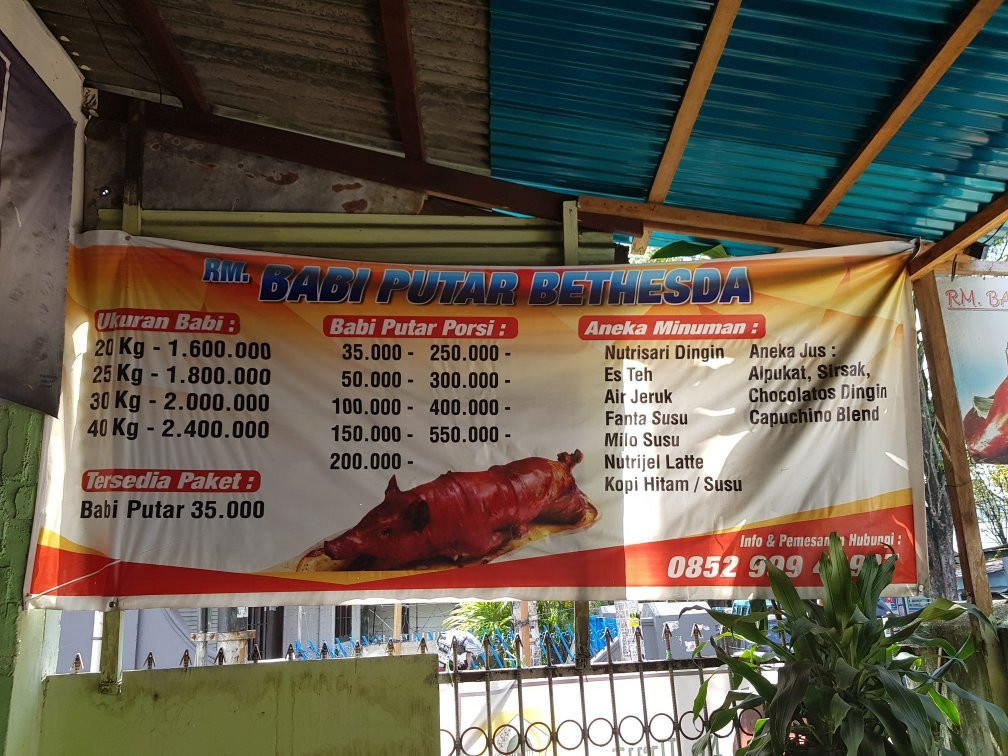 RM. BABI PUTAR BETHESDA
Ukuran Babi :
20 Kg - 1.600.000
25 Kg - 1.800.000
30 Kg - 2.000.000
40 Kg - 2.400.000
Tersedia Paket :
Babi Putar 35.000
Babi Putar Porsi :
35.000 - 250.000 -
50.000 - 300.000 -
100.000 - 400.000 -
150.000 - 550.000 -
200.000 -
Aneka Minuman :
Nutrisari Dingin
Es Teh
Air Jeruk
Fanta Susu
Milo Susu
Nutrijel Latte
Kopi Hitam / Susu
Aneka Jus :
Alpukat, Sirsak,
Chocolatos Dingin
Capuchino Blend
Info & Pemesanan Hubungi :
0852 999
RM.